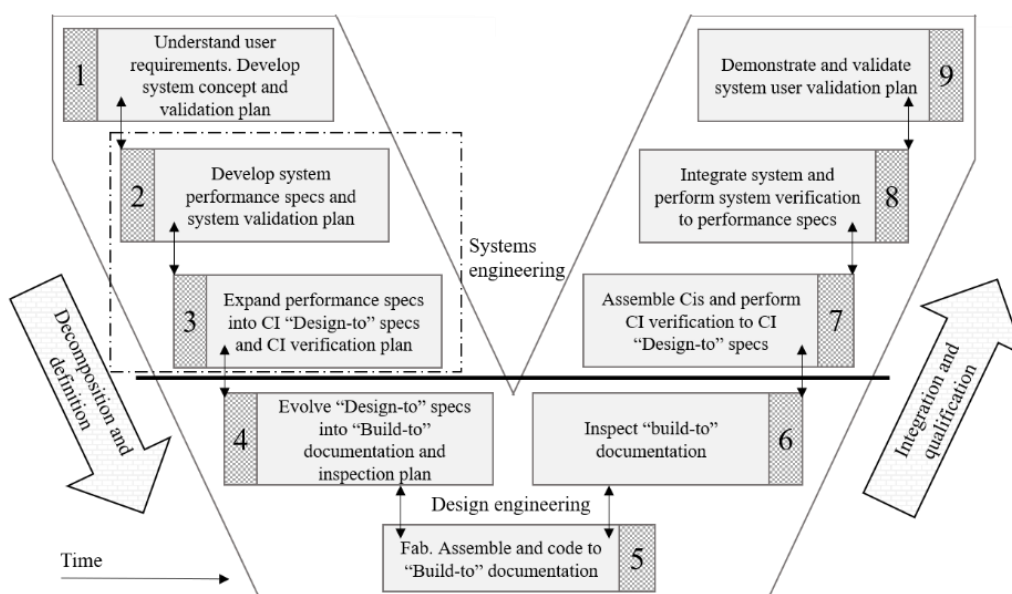 1
Understand user
requirements. Develop
system concept and
validation plan
2
Develop system
performance specs and
system validation plan
3
Expand performance specs
into CI “Design-to” specs
and CI verification plan
Systems
engineering
4
Evolve “Design-to” specs
into “Build-to”
documentation and
inspection plan
Design engineering
Fab. Assemble and code to
“Build-to” documentation
5
Inspect “build-to”
documentation
6
Assemble Cis and perform
CI verification to CI
“Design-to” specs
7
Integrate system and
perform system verification
to performance specs
8
Demonstrate and validate
system user validation plan
9
Decomposition and
definition
Integration and
qualification
Time